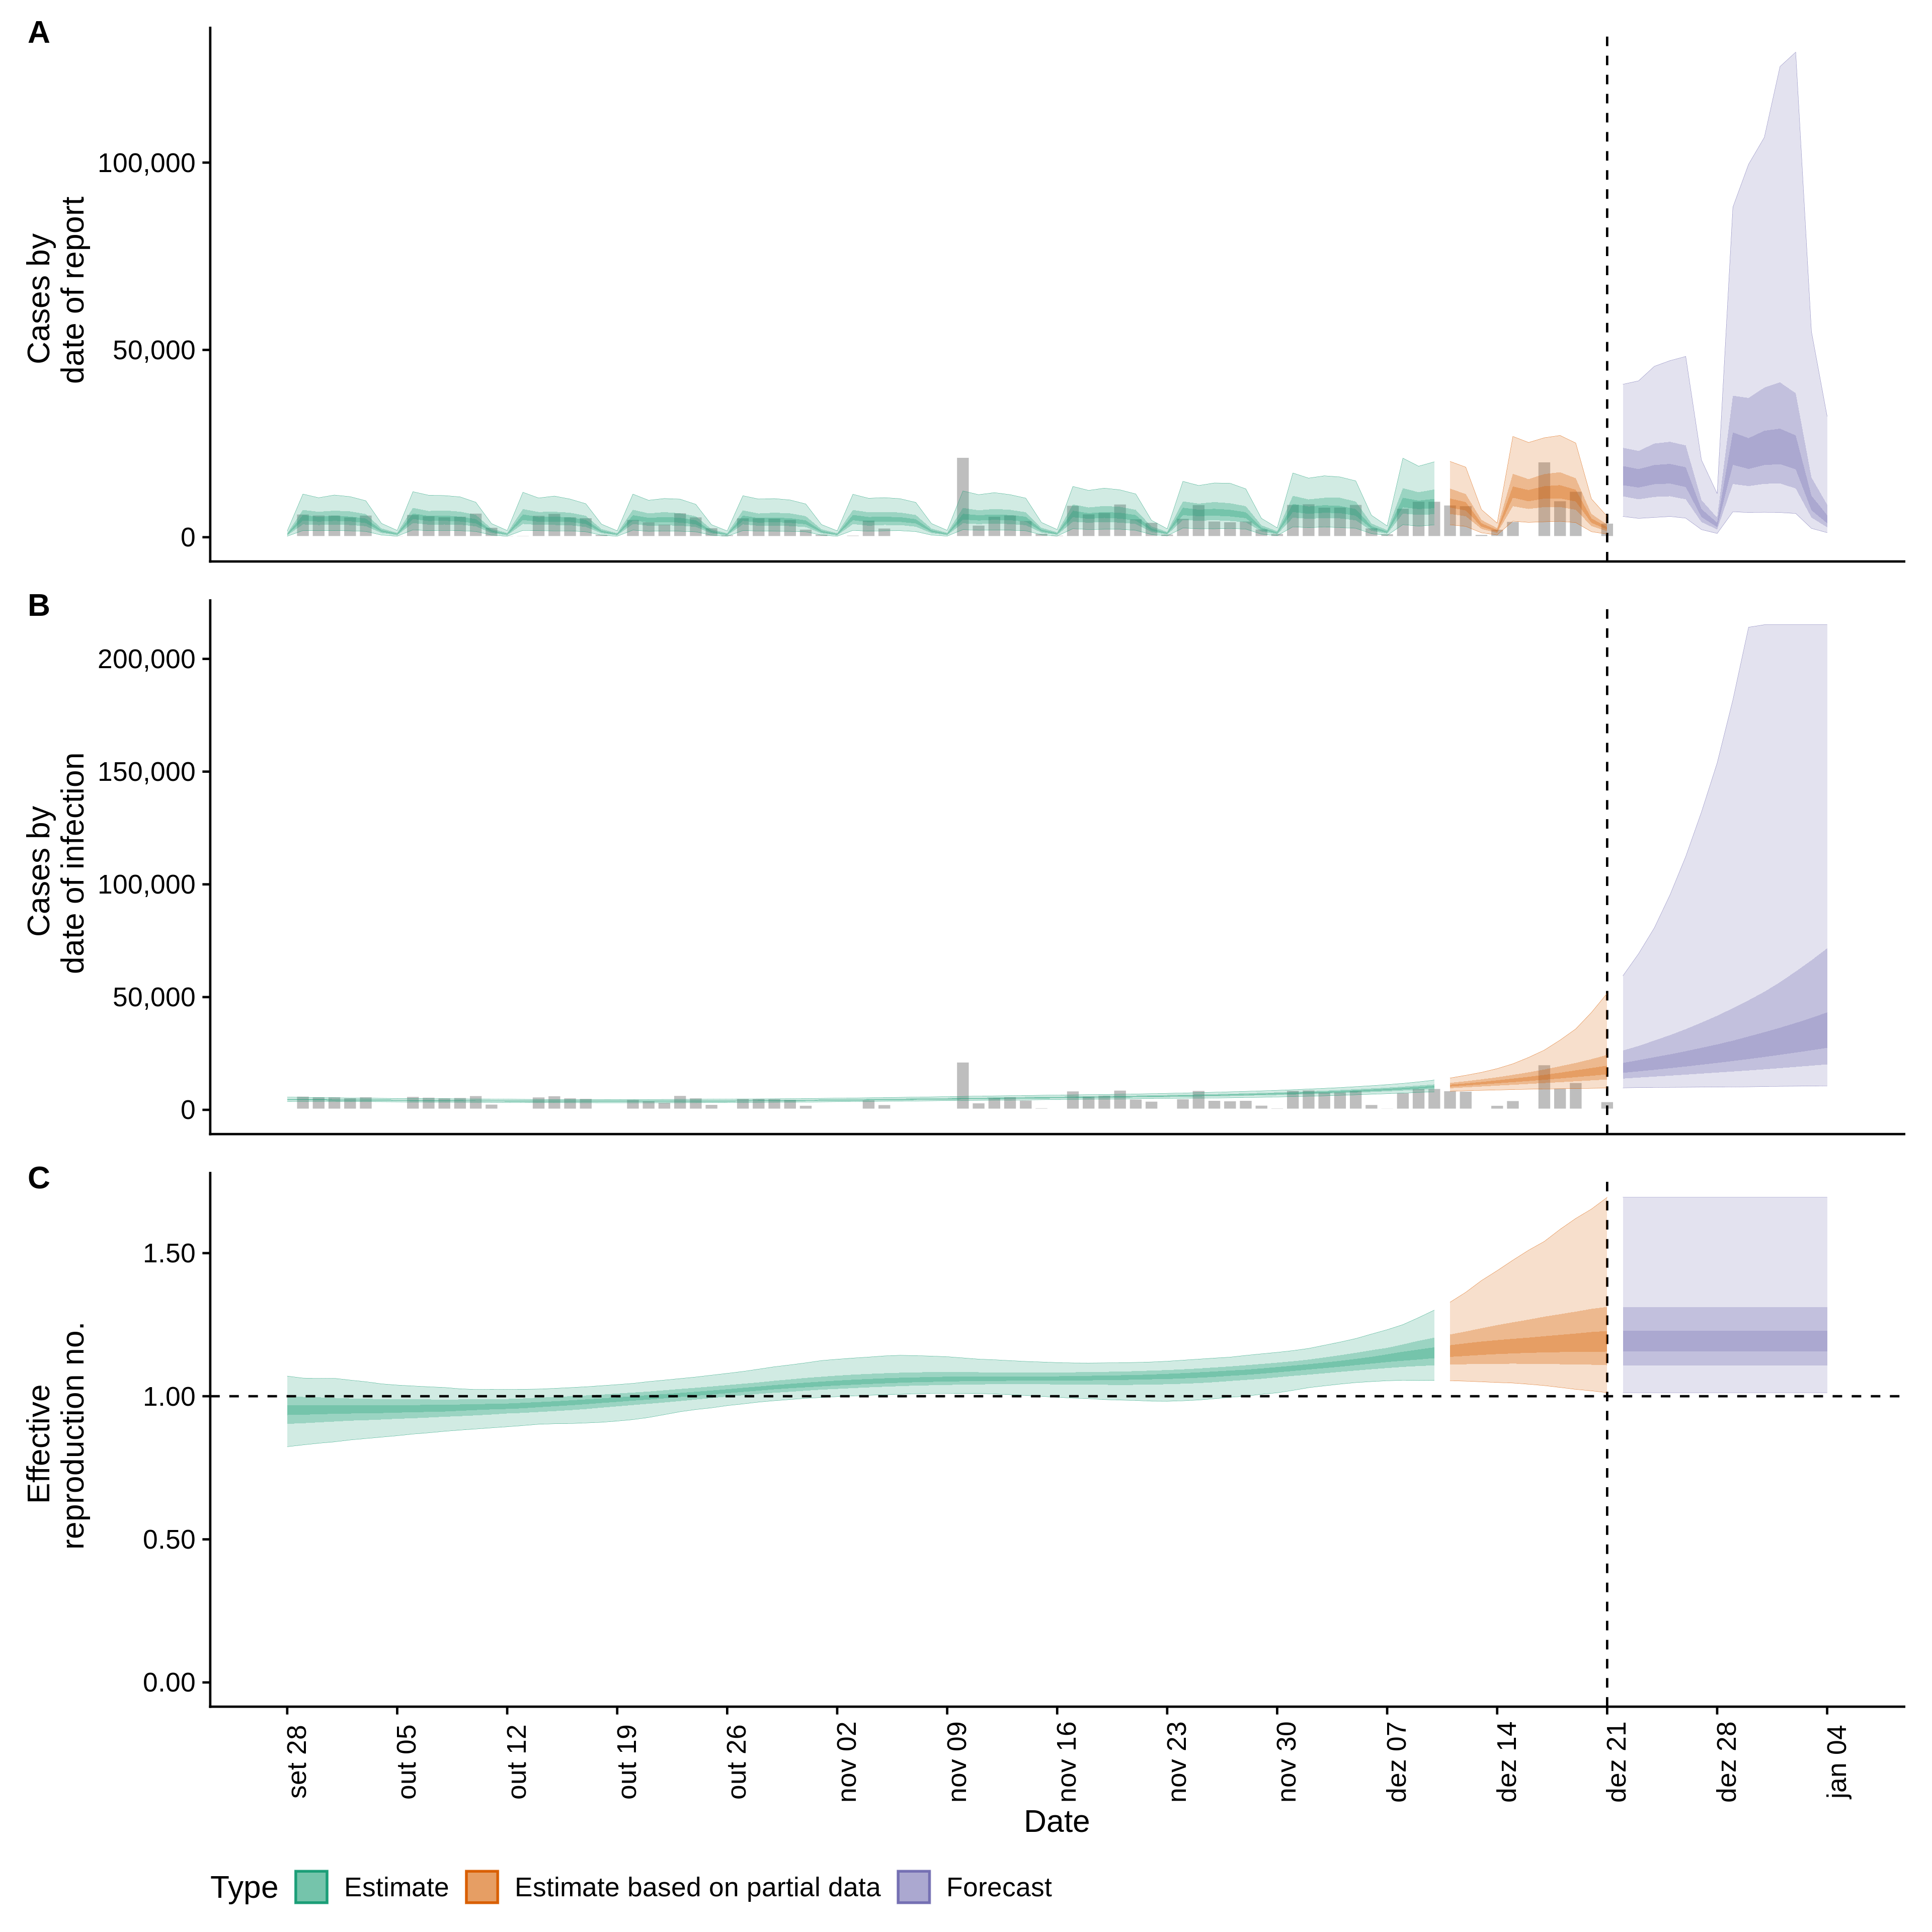 A
Cases by
date of report
100,000
50,000
0
B
Cases by
date of infection
200,000
150,000
100,000
50,000
0
C
Effective
reproduction no.
1.50
1.00
0.50
0.00
set 28
out 05
out 12
out 19
out 26
nov 02
nov 09
nov 16
nov 23
nov 30
dez 07
dez 14
dez 21
dez 28
jan 04
Date
Type
Estimate
Estimate based on partial data
Forecast